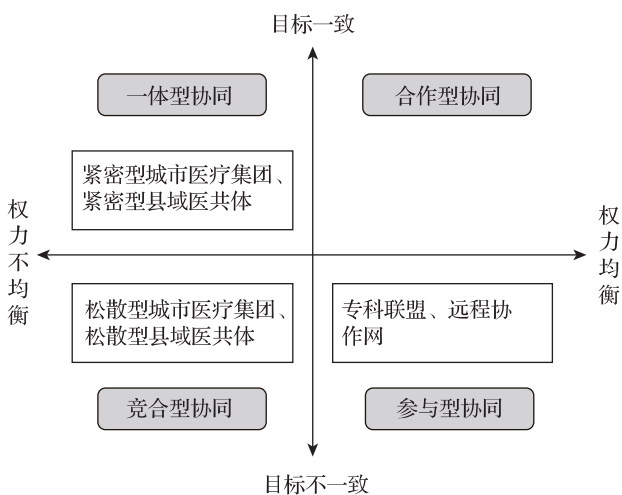 目标一致
一体型协同
合作型协同
紧密型城市医疗集团、
紧密型县域医共体
权力不均衡
权力均衡
松散型城市医疗集团、
松散型县域医共体
专科联盟、远程协
作网
竞合型协同
参与型协同
目标不一致